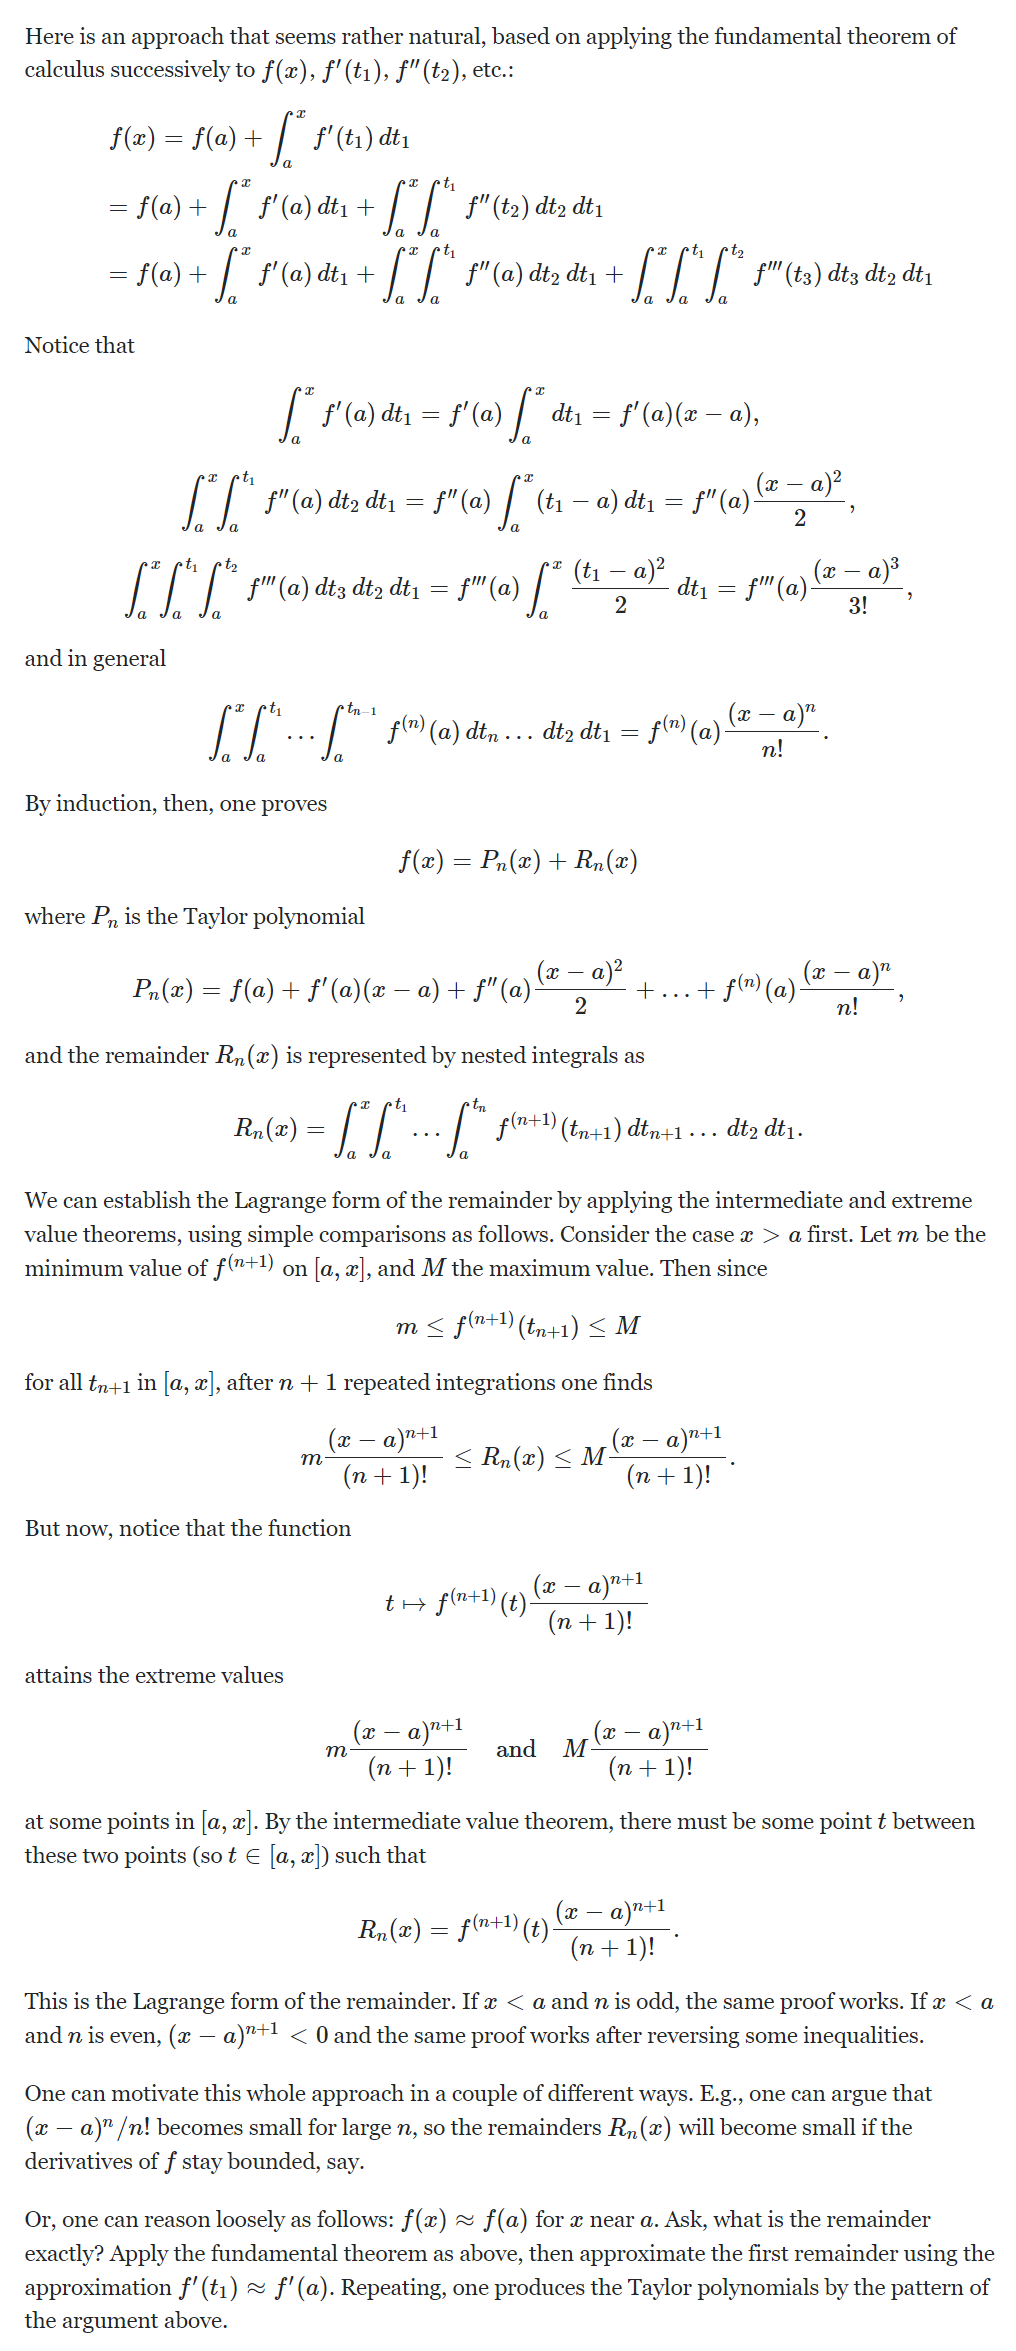 Here is an approach that seems rather natural, based on applying the fundamental theorem of
calculus successively to $f(x), f'(t_1), f''(t_2)$, etc.:
$f(x) = f(a) + \int_a^x f'(t_1)\, dt_1$
$= f(a) + \int_a^x f'(a)\, dt_1 + \int_a^x \int_a^{t_1} f''(t_2)\, dt_2\, dt_1$
$= f(a) + \int_a^x f'(a)\, dt_1 + \int_a^x \int_a^{t_1} f''(a)\, dt_2\, dt_1 + \int_a^x \int_a^{t_1} \int_a^{t_2} f'''(t_3)\, dt_3\, dt_2\, dt_1$
Notice that
$\int_a^x f'(a)\, dt_1 = f'(a) \int_a^x dt_1 = f'(a)(x - a),$
$\int_a^x \int_a^{t_1} f''(a)\, dt_2\, dt_1 = f''(a) \int_a^x (t_1 - a)\, dt_1 = f''(a) \frac{(x - a)^2}{2},$
$\int_a^x \int_a^{t_1} \int_a^{t_2} f'''(a)\, dt_3\, dt_2\, dt_1 = f'''(a) \int_a^x \frac{(t_1 - a)^2}{2}\, dt_1 = f'''(a) \frac{(x - a)^3}{3!},$
and in general
$\int_a^x \int_a^{t_1} \ldots \int_a^{t_{n-1}} f^{(n)}(a)\, dt_n \ldots\, dt_2\, dt_1 = f^{(n)}(a) \frac{(x - a)^n}{n!}.$
By induction, then, one proves
$f(x) = P_n(x) + R_n(x)$
where $P_n$ is the Taylor polynomial
$P_n(x) = f(a) + f'(a)(x - a) + f''(a) \frac{(x - a)^2}{2} + \ldots + f^{(n)}(a) \frac{(x - a)^n}{n!},$
and the remainder $R_n(x)$ is represented by nested integrals as
$R_n(x) = \int_a^x \int_a^{t_1} \ldots \int_a^{t_n} f^{(n+1)}(t_{n+1})\, dt_{n+1} \ldots\, dt_2\, dt_1.$
We can establish the Lagrange form of the remainder by applying the intermediate and extreme
value theorems, using simple comparisons as follows. Consider the case $x > a$ first. Let $m$ be the
minimum value of $f^{(n+1)}$ on $[a, x]$, and $M$ the maximum value. Then since
$m \leq f^{(n+1)}(t_{n+1}) \leq M$
for all $t_{n+1}$ in $[a, x]$, after $n + 1$ repeated integrations one finds
$m \frac{(x - a)^{n+1}}{(n + 1)!} \leq R_n(x) \leq M \frac{(x - a)^{n+1}}{(n + 1)!}.$
But now, notice that the function
$t \mapsto f^{(n+1)}(t) \frac{(x - a)^{n+1}}{(n + 1)!}$
attains the extreme values
$m \frac{(x - a)^{n+1}}{(n + 1)!}$ and $M \frac{(x - a)^{n+1}}{(n + 1)!}$
at some points in $[a, x]$. By the intermediate value theorem, there must be some point $t$ between
these two points (so $t \in [a, x]$) such that
$R_n(x) = f^{(n+1)}(t) \frac{(x - a)^{n+1}}{(n + 1)!}.$
This is the Lagrange form of the remainder. If $x < a$ and $n$ is odd, the same proof works. If $x < a$
and $n$ is even, $(x - a)^{n+1} < 0$ and the same proof works after reversing some inequalities.
One can motivate this whole approach in a couple of different ways. E.g., one can argue that
$(x - a)^n/n!$ becomes small for large $n$, so the remainders $R_n(x)$ will become small if the
derivatives of $f$ stay bounded, say.
Or, one can reason loosely as follows: $f(x) \approx f(a)$ for $x$ near $a$. Ask, what is the remainder
exactly? Apply the fundamental theorem as above, then approximate the first remainder using the
approximation $f'(t_1) \approx f'(a)$. Repeating, one produces the Taylor polynomials by the pattern of
the argument above.